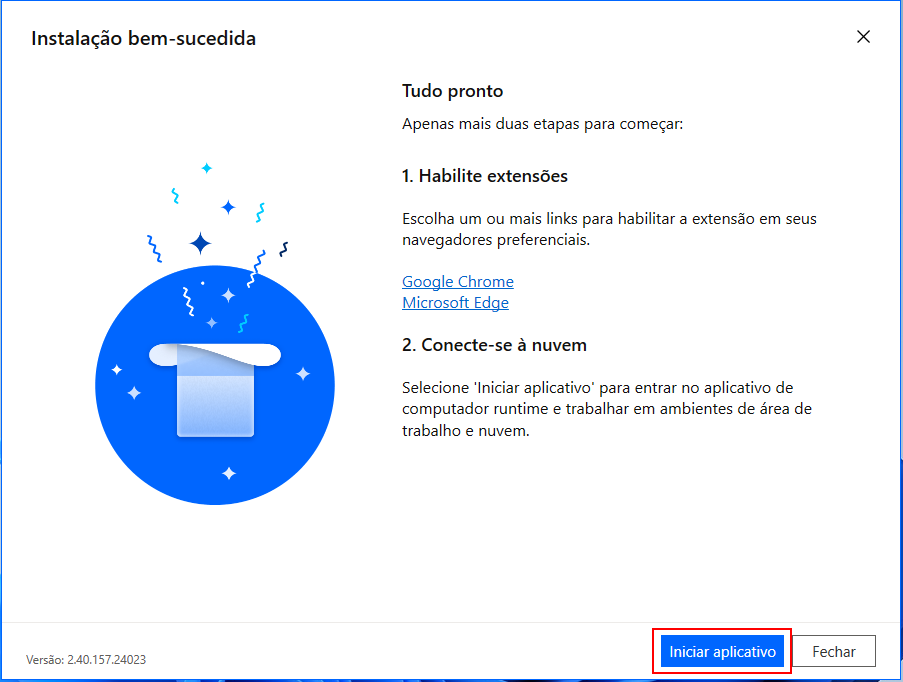 Instalação bem-sucedida
Tudo pronto
Apenas mais duas etapas para começar:
1. Habilite extensões
Escolha um ou mais links para habilitar a extensão em seus
navegadores preferenciais.
Google Chrome
Microsoft Edge
2. Conecte-se à nuvem
Selecione 'Iniciar aplicativo' para entrar no aplicativo de
computador runtime e trabalhar em ambientes de área de
trabalho e nuvem.
Versão: 2.40.157.24023
Iniciar aplicativo
Fechar